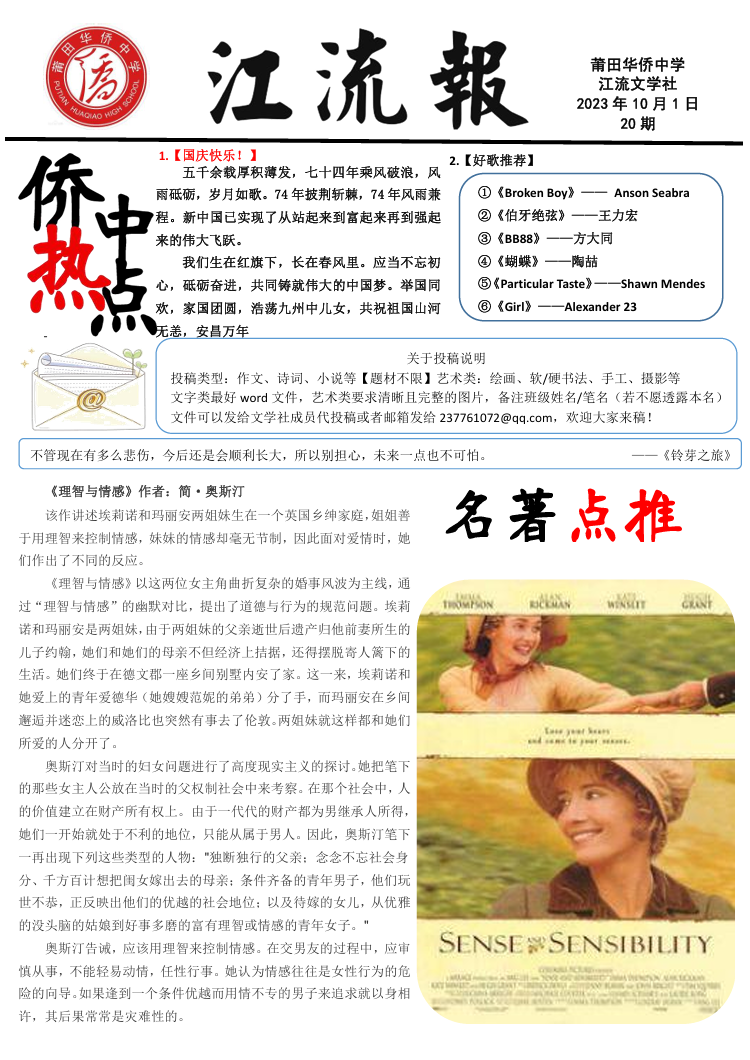 莆田华侨中学
PUTIAN HUAQIAO HIGH SCHOOL
侨
江流報
莆田华侨中学
江流文学社
2023 年 10 月 1 日
20 期
侨中
热点
1.【国庆快乐！】
五千余载厚积薄发，七十四年乘风破浪，风
雨砥砺，岁月如歌。74 年披荆斩棘，74 年风雨兼
程。新中国已实现了从站起来到富起来再到强起
来的伟大飞跃。
我们生在红旗下，长在春风里。应当不忘初
心，砥砺奋进，共同铸就伟大的中国梦。举国同
欢，家国团圆，浩荡九州中儿女，共祝祖国山河
无恙，安昌万年
2.【好歌推荐】
①《Broken Boy》—— Anson Seabra
②《伯牙绝弦》——王力宏
③《BB88》——方大同
④《蝴蝶》——陶喆
⑤《Particular Taste》——Shawn Mendes
⑥《Girl》——Alexander 23
@
关于投稿说明
投稿类型：作文、诗词、小说等【题材不限】艺术类：绘画、软/硬书法、手工、摄影等
文字类最好 word 文件，艺术类要求清晰且完整的图片，备注班级姓名/笔名（若不愿透露本名）
文件可以发给文学社成员代投稿或者邮箱发给 237761072@qq.com，欢迎大家来稿！
不管现在有多么悲伤，今后还是会顺利长大，所以别担心，未来一点也不可怕。 ——《铃芽之旅》
《理智与情感》作者：简·奥斯汀
该作讲述埃莉诺和玛丽安两姐妹生在一个英国乡绅家庭,姐姐善
于用理智来控制情感，妹妹的情感却毫无节制，因此面对爱情时，她
们作出了不同的反应。
《理智与情感》以这两位女主角曲折复杂的婚事风波为主线，通
过“理智与情感”的幽默对比，提出了道德与行为的规范问题。埃莉
诺和玛丽安是两姐妹,由于两姐妹的父亲逝世后遗产归他前妻所生的
儿子约翰，她们和她们的母亲不但经济上拮据，还得摆脱寄人篱下的
生活。她们终于在德文郡一座乡间别墅内安了家。这一来，埃莉诺和
她爱上的青年爱德华（她嫂嫂范妮的弟弟）分了手，而玛丽安在乡间
邂逅并迷恋上的威洛比也突然有事去了伦敦。两姐妹就这样都和她们
所爱的人分开了。
奥斯汀对当时的妇女问题进行了高度现实主义的探讨。她把笔下
的那些女主人公放在当时的父权制社会中来考察。在那个社会中，人
的价值建立在财产所有权上。由于一代代的财产都为男继承人所得，
她们一开始就处于不利的地位，只能从属于男人。因此，奥斯汀笔下
一再出现下列这些类型的人物："独断独行的父亲；念念不忘社会身
分、千方百计想把闺女嫁出去的母亲；条件齐备的青年男子，他们玩
世不恭，正反映出他们的优越的社会地位；以及待嫁的女儿，从优雅
的没头脑的姑娘到好事多磨的富有理智或情感的青年女子。"
奥斯汀告诫，应该用理智来控制情感。在交男友的过程中，应审
慎从事，不能轻易动情，任性行事。她认为情感往往是女性行为的危
险的向导。如果逢到一个条件优越而用情不专的男子来追求就以身相
许，其后果常常是灾难性的。
名著点推
EMMA THOMPSON ALAN RICKMAN KATE WINSLET HUGH GRANT
Lose your heart
and come to your senses.
SENSE AND SENSIBILITY